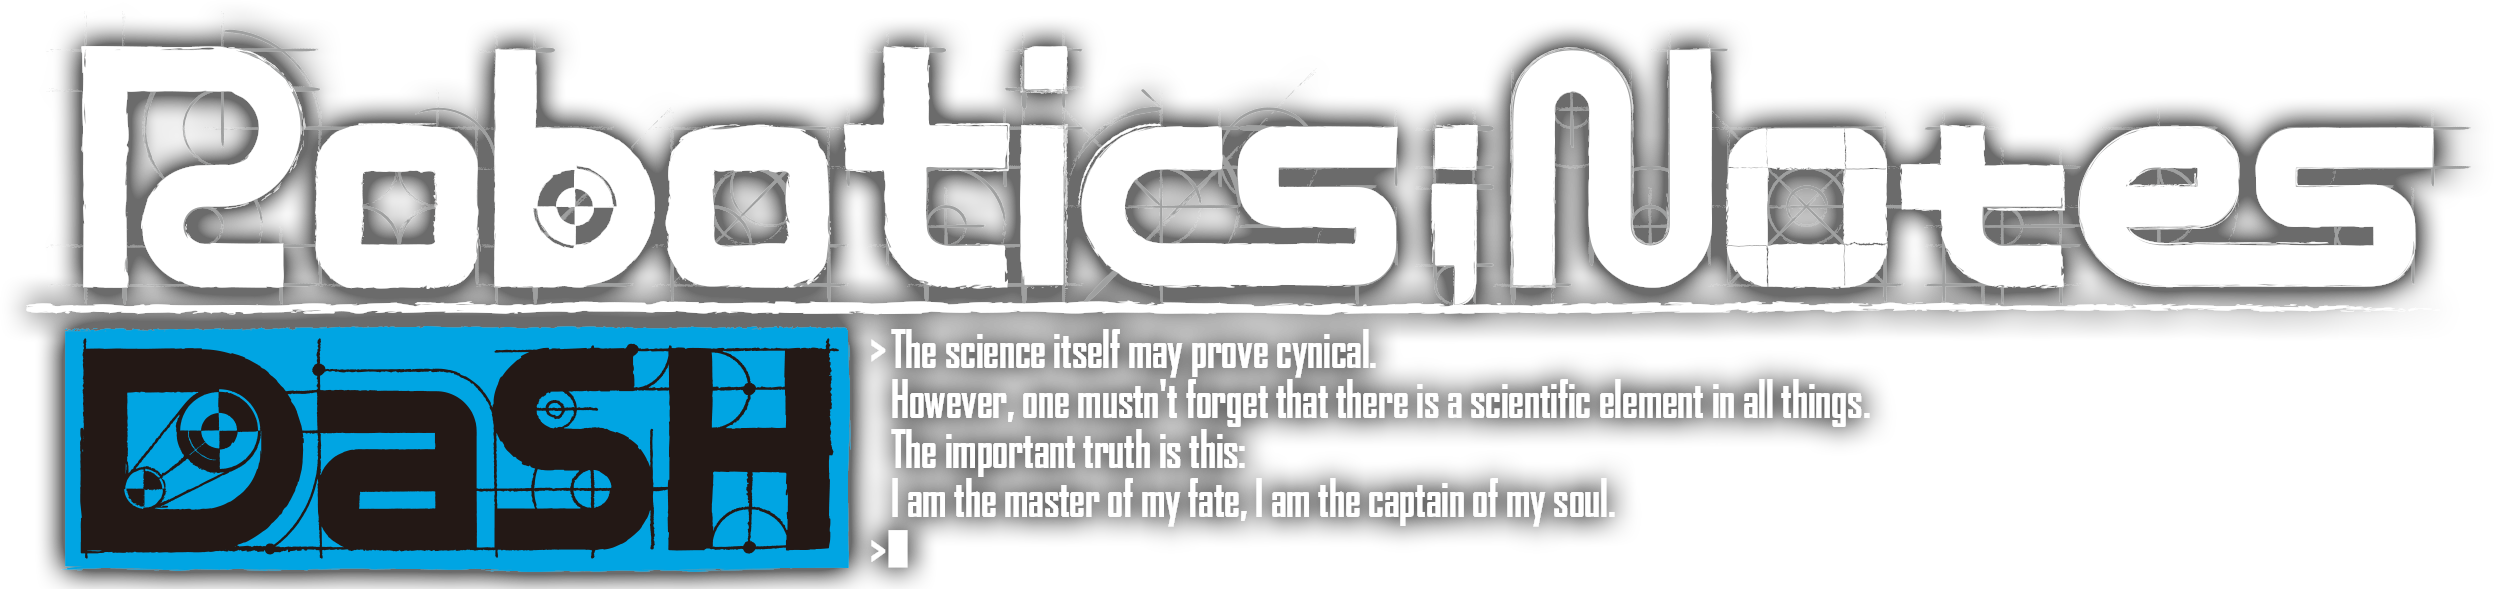 Robotics;Notes
DaSH
>The science itself may prove cynical.
However, one mustn't forget that there is a scientific element in all things.
The important truth is this:
I am the master of my fate, I am the captain of my soul.
>